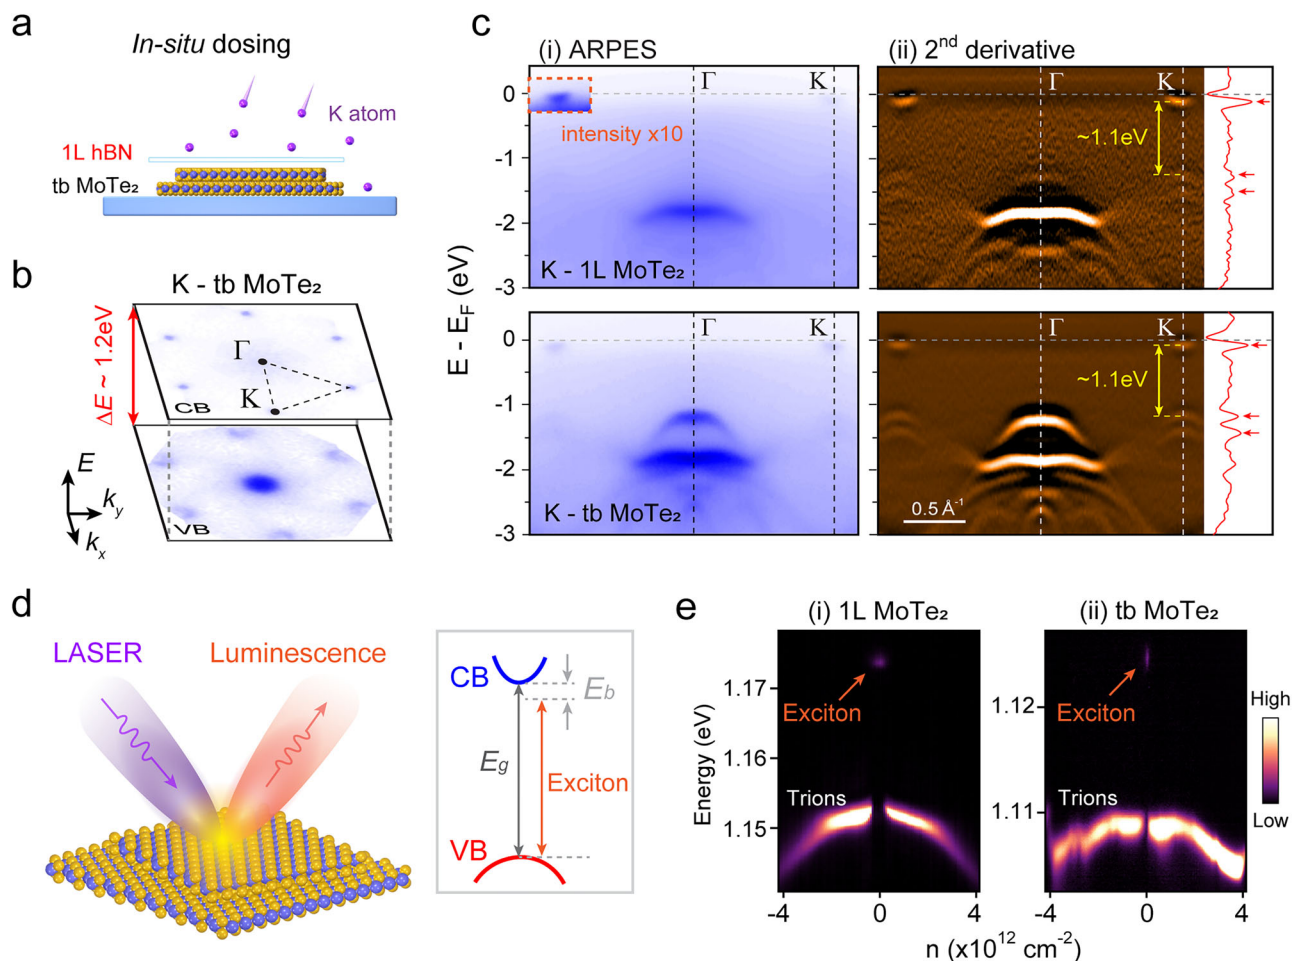 a
In-situ dosing
K atom
1L hBN
tb MoTe₂
b
K - tb MoTe₂
ΔE ~ 1.2eV
Γ
K
CB
VB
E
k_y
k_x
c
(i) ARPES
(ii) 2nd derivative
E - E_F (eV)
0
-1
-2
-3
Γ
K
intensity x10
K - 1L MoTe₂
Γ
K
~1.1eV
0
-1
-2
-3
Γ
K
K - tb MoTe₂
Γ
K
~1.1eV
0.5 Å⁻¹
d
LASER
Luminescence
CB
E_b
E_g
Exciton
VB
e
(i) 1L MoTe₂
(ii) tb MoTe₂
Energy (eV)
1.17
1.16
1.15
Exciton
Trions
-4
0
4
1.12
1.11
Exciton
Trions
-4
0
4
High
Low
n (x10¹² cm⁻²)